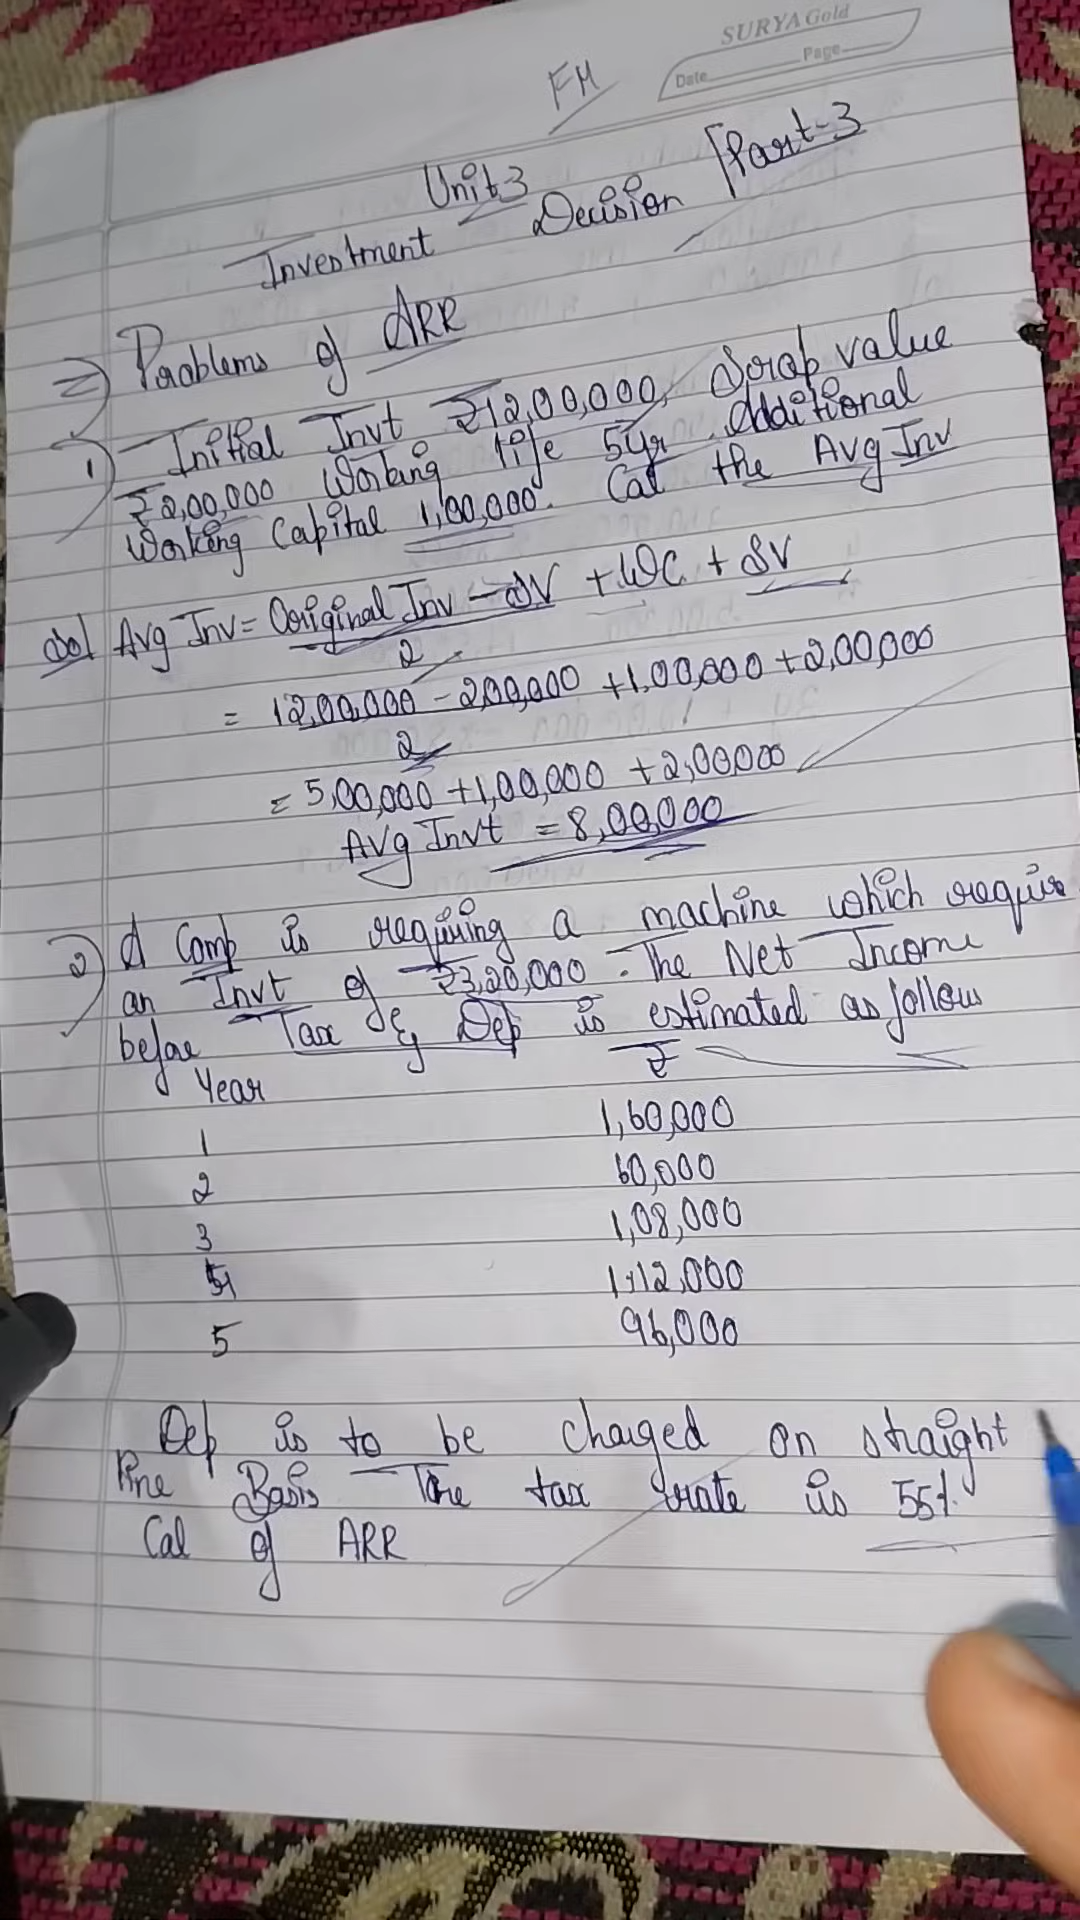 SURYA Gold
Date Page
FM
Unit 3
Investment Decision [Part-3
Problems of ARR
1) Initial Invt ₹12,00,000, Scrap value
₹2,00,000 Working life 5yr. Additional
Working Capital 1,00,000. Cal the Avg Inv
Sol Avg Inv = Original Inv - SV + WC + SV
2
= 12,00,000 - 2,00,000 + 1,00,000 + 2,00,000
2
= 5,00,000 + 1,00,000 + 2,00,000
Avg Invt = 8,00,000
2) A Comp is requiring a machine which require
an Invt of ₹3,20,000. The Net Income
before Tax & Dep is estimated as follow
Year ₹
1 1,60,000
2 60,000
3 1,08,000
4 1,12,000
5 96,000
Dep is to be chaged on straight
line Basis The tax rate is 55%.
Cal of ARR